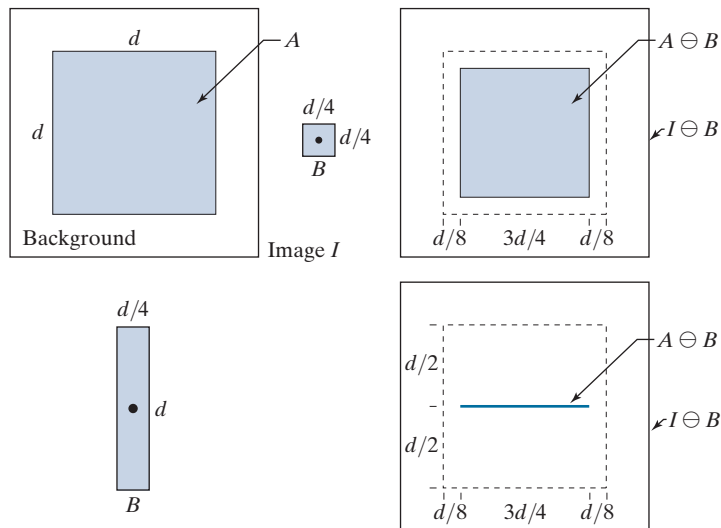 d
A
d
d/4
d/4
B
Background
Image I
A ⊖ B
I ⊖ B
d/8
3d/4
d/8
d/4
d
B
d/2
d/2
A ⊖ B
I ⊖ B
d/8
3d/4
d/8